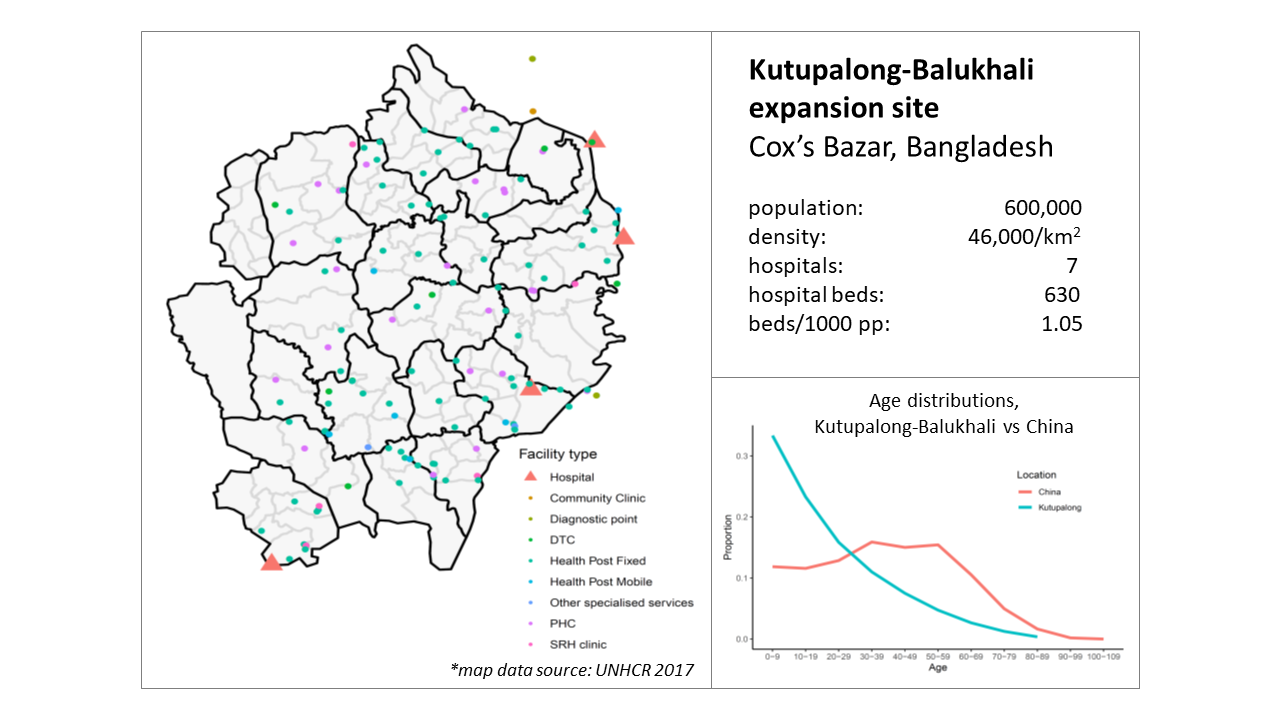 Kutupalong-Balukhali
expansion site
Cox’s Bazar, Bangladesh
population: 600,000
density: 46,000/km²
hospitals: 7
hospital beds: 630
beds/1000 pp: 1.05
Facility type
Hospital
Community Clinic
Diagnostic point
DTC
Health Post Fixed
Health Post Mobile
Other specialised services
PHC
SRH clinic
*map data source: UNHCR 2017
Age distributions,
Kutupalong-Balukhali vs China
Location
China
Kutupalong
Proportion
0.3
0.2
0.1
0.0
0−9 10−19 20−29 30−39 40−49 50−59 60−69 70−79 80−89 90−99 100−109
Age